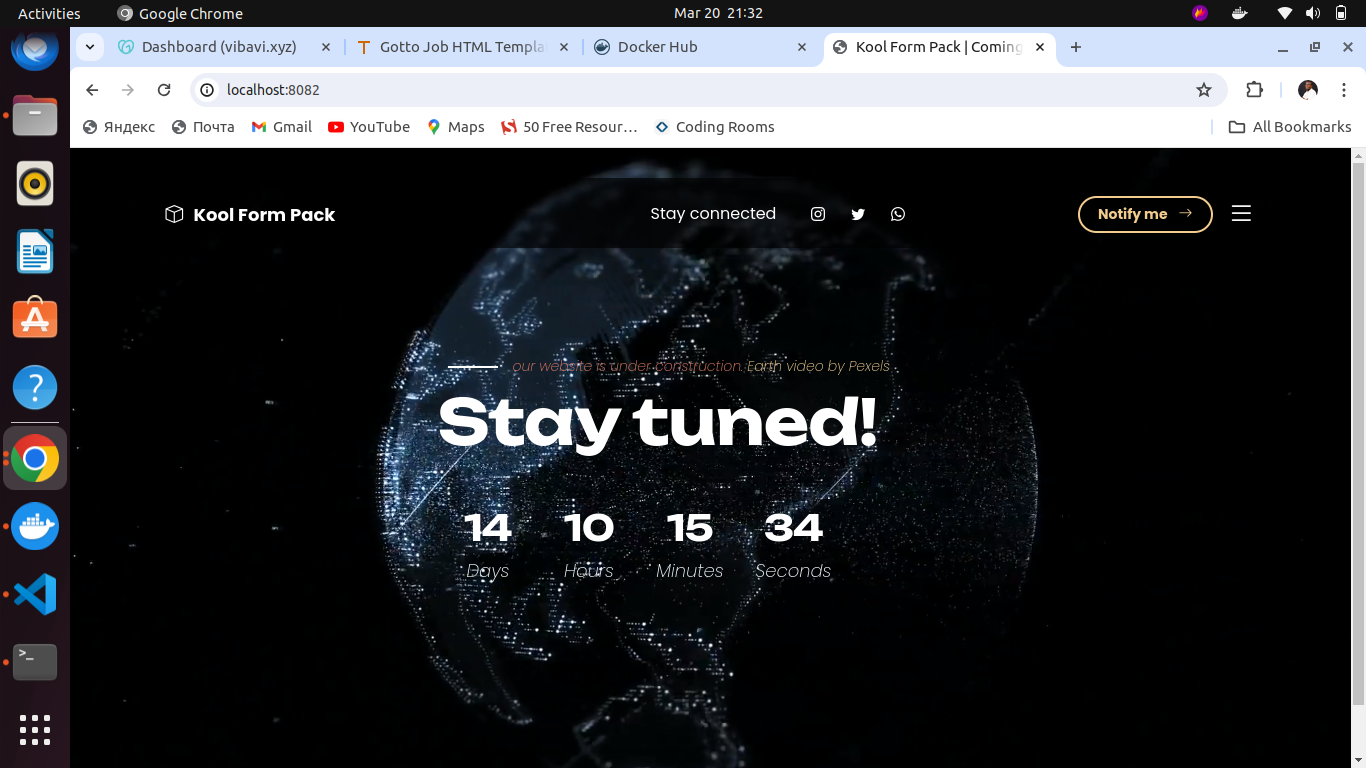 Activities
Google Chrome
Mar 20 21:32
Dashboard (vibavi.xyz)
Gotto Job HTML Templa
Docker Hub
Kool Form Pack | Coming
localhost:8082
Яндекс
Почта
Gmail
YouTube
Maps
50 Free Resour…
Coding Rooms
All Bookmarks
Kool Form Pack
Stay connected
Notify me
our website is under construction. Earth video by Pexels
Stay tuned!
14 10 15 34
Days Hours Minutes Seconds